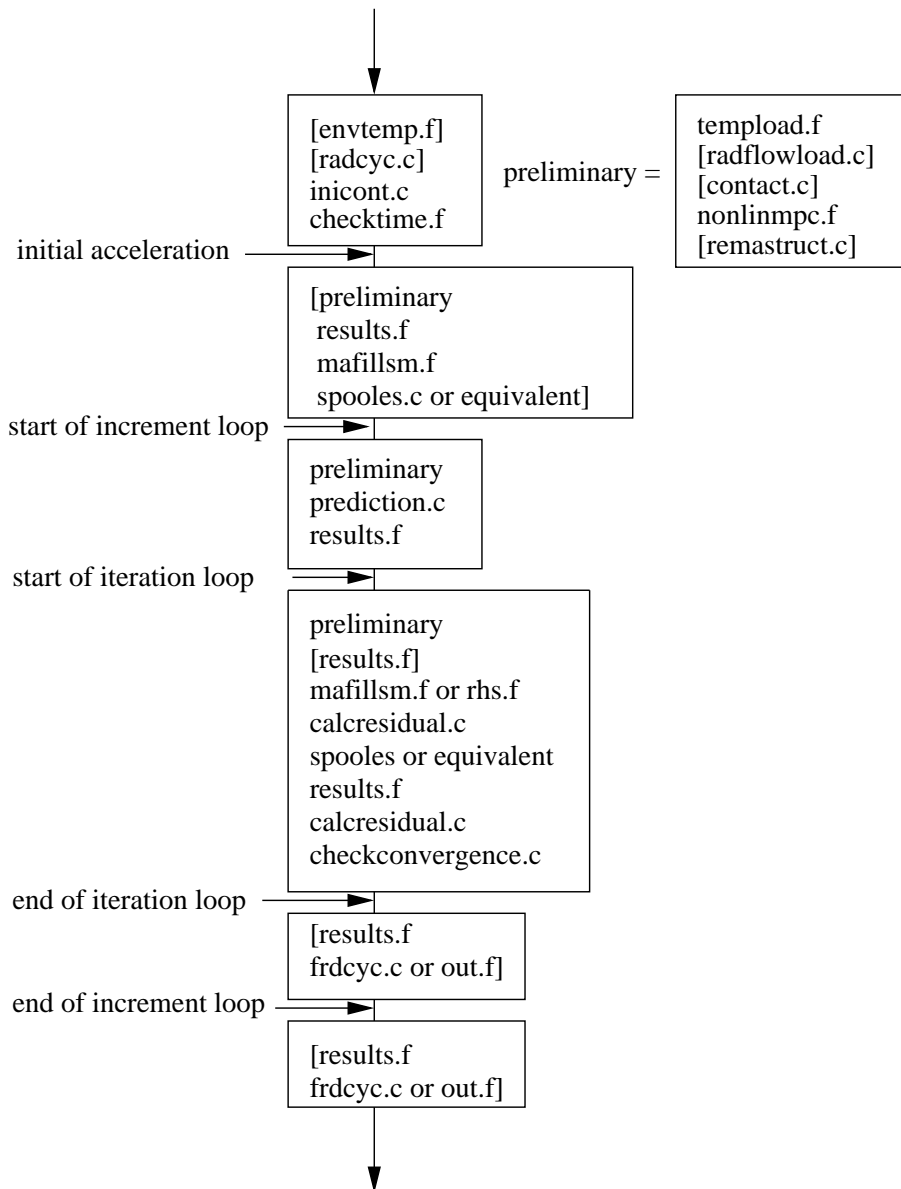 [envtemp.f]
[radcyc.c]
inicont.c
checktime.f
preliminary =
tempload.f
[radflowload.c]
[contact.c]
nonlinmpc.f
[remastruct.c]
initial acceleration
[preliminary
results.f
mafillsm.f
spooles.c or equivalent]
start of increment loop
preliminary
prediction.c
results.f
start of iteration loop
preliminary
[results.f]
mafillsm.f or rhs.f
calcresidual.c
spooles or equivalent
results.f
calcresidual.c
checkconvergence.c
end of iteration loop
[results.f
frdcyc.c or out.f]
end of increment loop
[results.f
frdcyc.c or out.f]